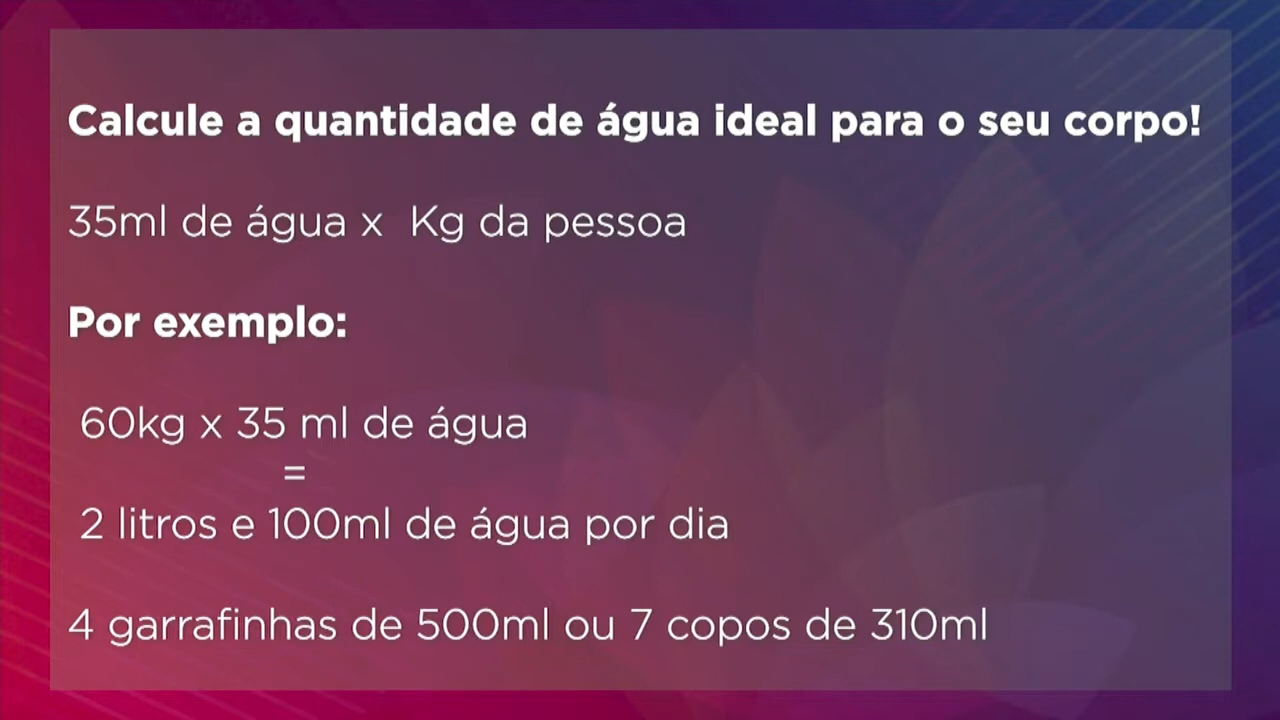 Calcule a quantidade de água ideal para o seu corpo!
35ml de água x Kg da pessoa
Por exemplo:
60kg x 35 ml de água
=
2 litros e 100ml de água por dia
4 garrafinhas de 500ml ou 7 copos de 310ml